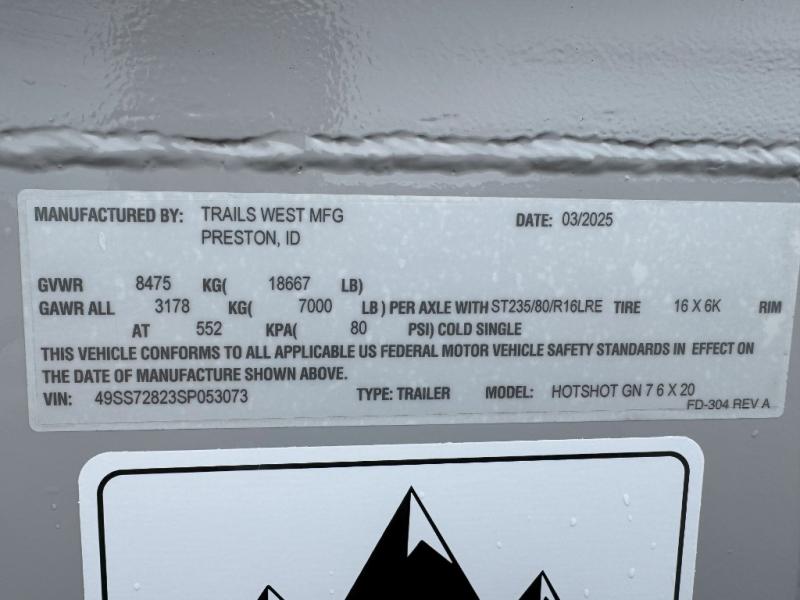 MANUFACTURED BY: TRAILS WEST MFG DATE: 03/2025
PRESTON, ID
GVWR 8475 KG( 18667 LB)
GAWR ALL 3178 KG( 7000 LB ) PER AXLE WITH ST235/80/R16LRE TIRE 16 X 6K RIM
AT 552 KPA( 80 PSI) COLD SINGLE
THIS VEHICLE CONFORMS TO ALL APPLICABLE US FEDERAL MOTOR VEHICLE SAFETY STANDARDS IN EFFECT ON
THE DATE OF MANUFACTURE SHOWN ABOVE.
VIN: 49SS72823SP053073 TYPE: TRAILER MODEL: HOTSHOT GN 7 6 X 20
FD-304 REV A